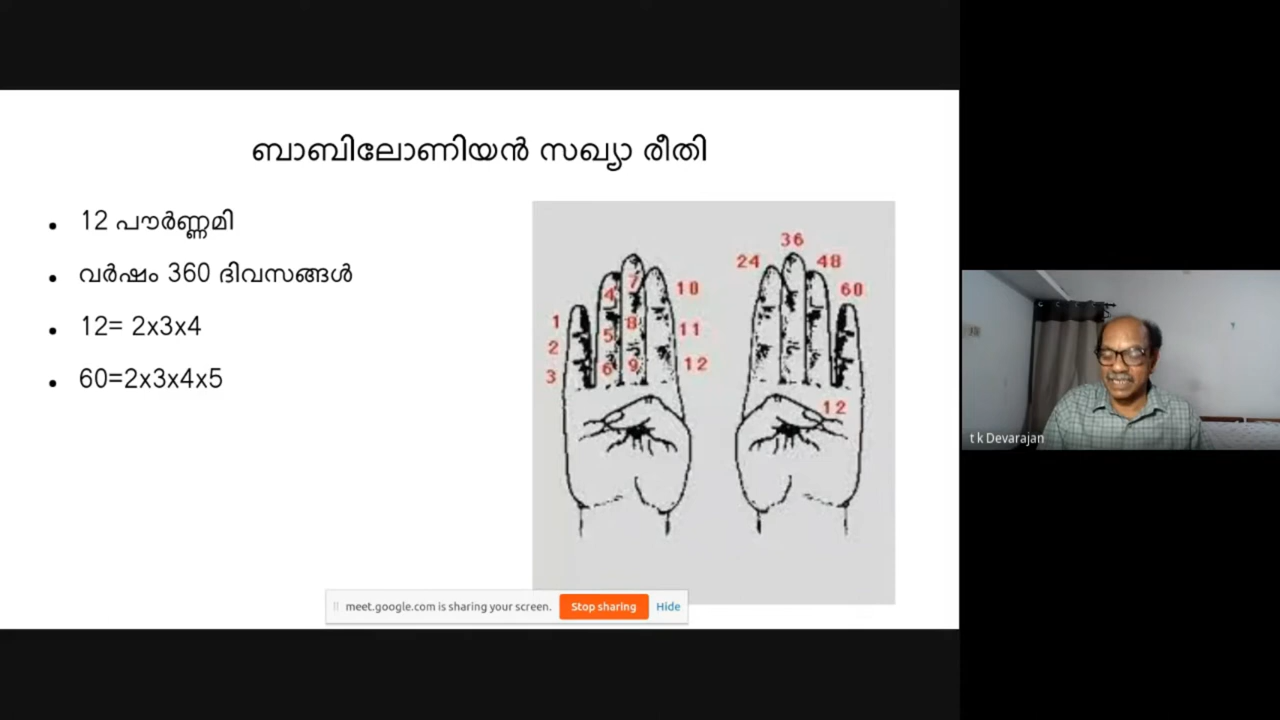 ബാബിലോണിയൻ സഖ്യാ രീതി
12 പൗർണ്ണമി
വർഷം 360 ദിവസങ്ങൾ
12= 2x3x4
60=2x3x4x5
1
2
3
4
5
6
7
8
9
10
11
12
24
36
48
60
12
meet.google.com is sharing your screen.
Stop sharing
Hide
t k Devarajan